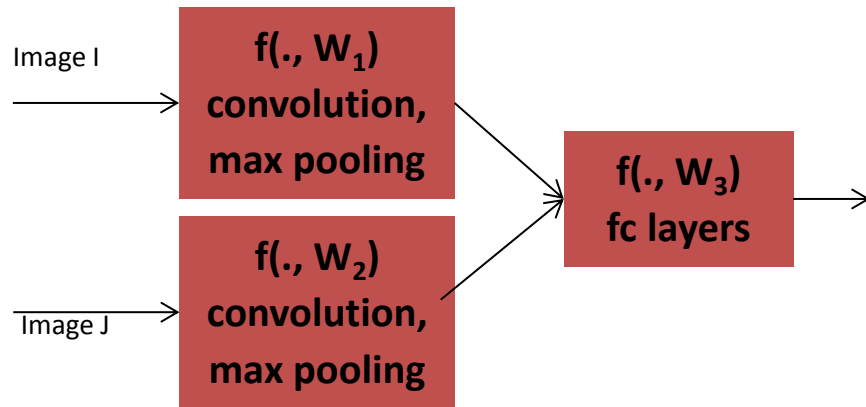 Image I
f(., W₁)
convolution,
max pooling
f(., W₃)
fc layers
f(., W₂)
convolution,
max pooling
Image J